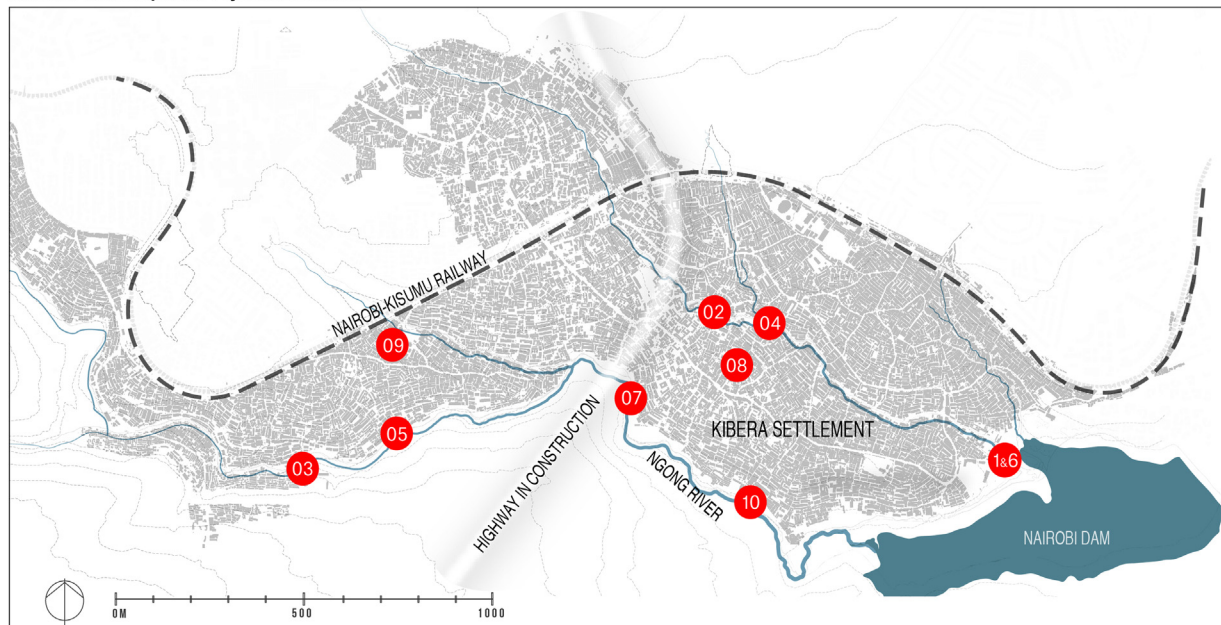 NAIROBI-KISUMU RAILWAY
02
04
09
08
07
HIGHWAY IN CONSTRUCTION
KIBERA SETTLEMENT
05
03
1&6
NGONG RIVER
10
NAIROBI DAM
0M
500
1000